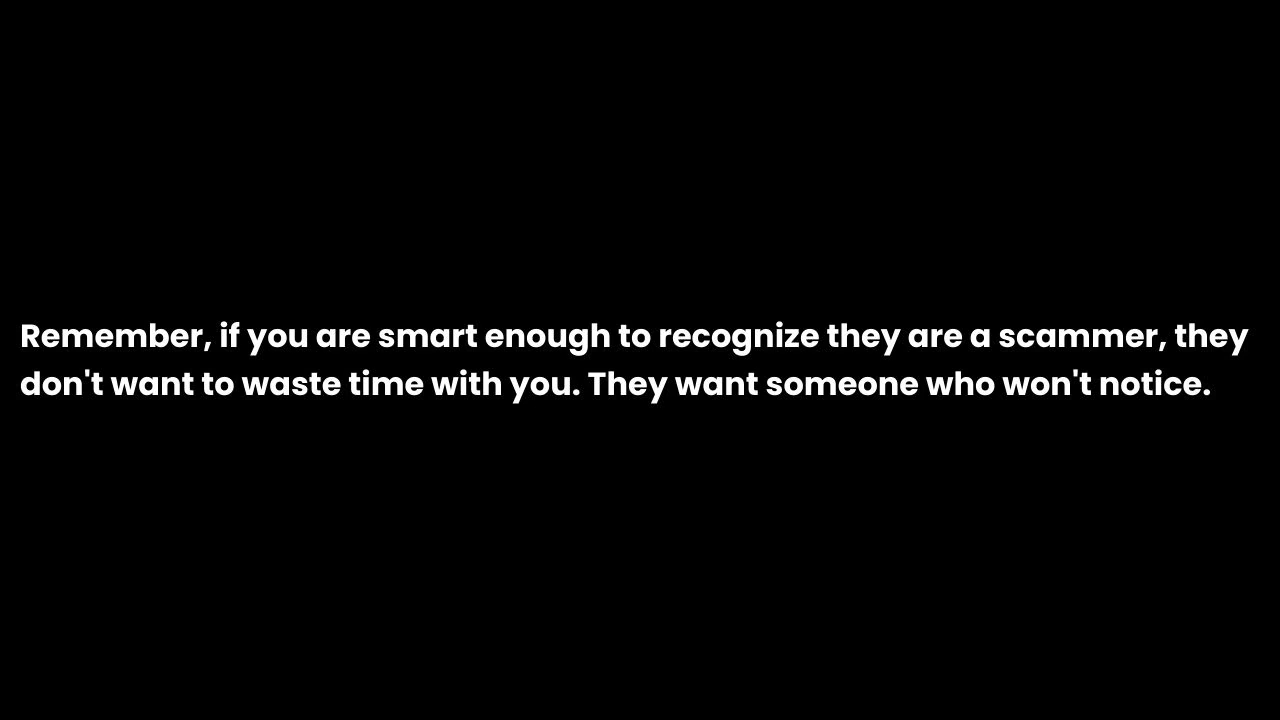 Remember, if you are smart enough to recognize they are a scammer, they
don't want to waste time with you. They want someone who won't notice.